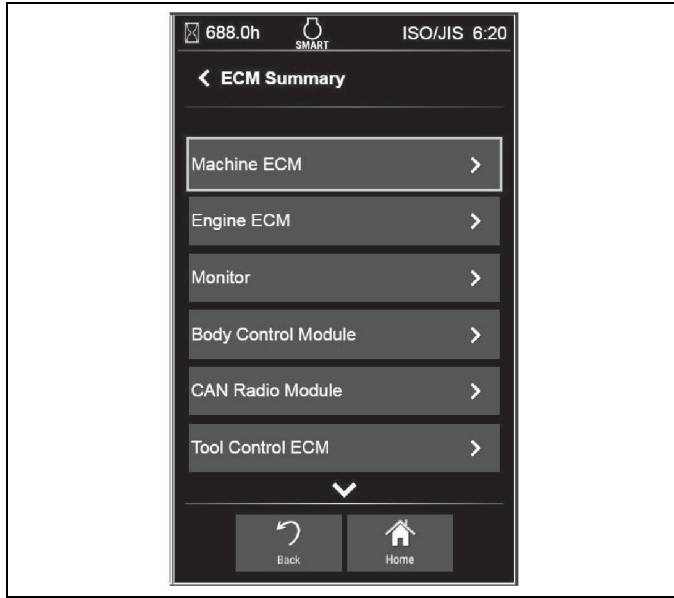 688.0h SMART ISO/JIS 6:20
ECM Summary
Machine ECM
Engine ECM
Monitor
Body Control Module
CAN Radio Module
Tool Control ECM
Back Home